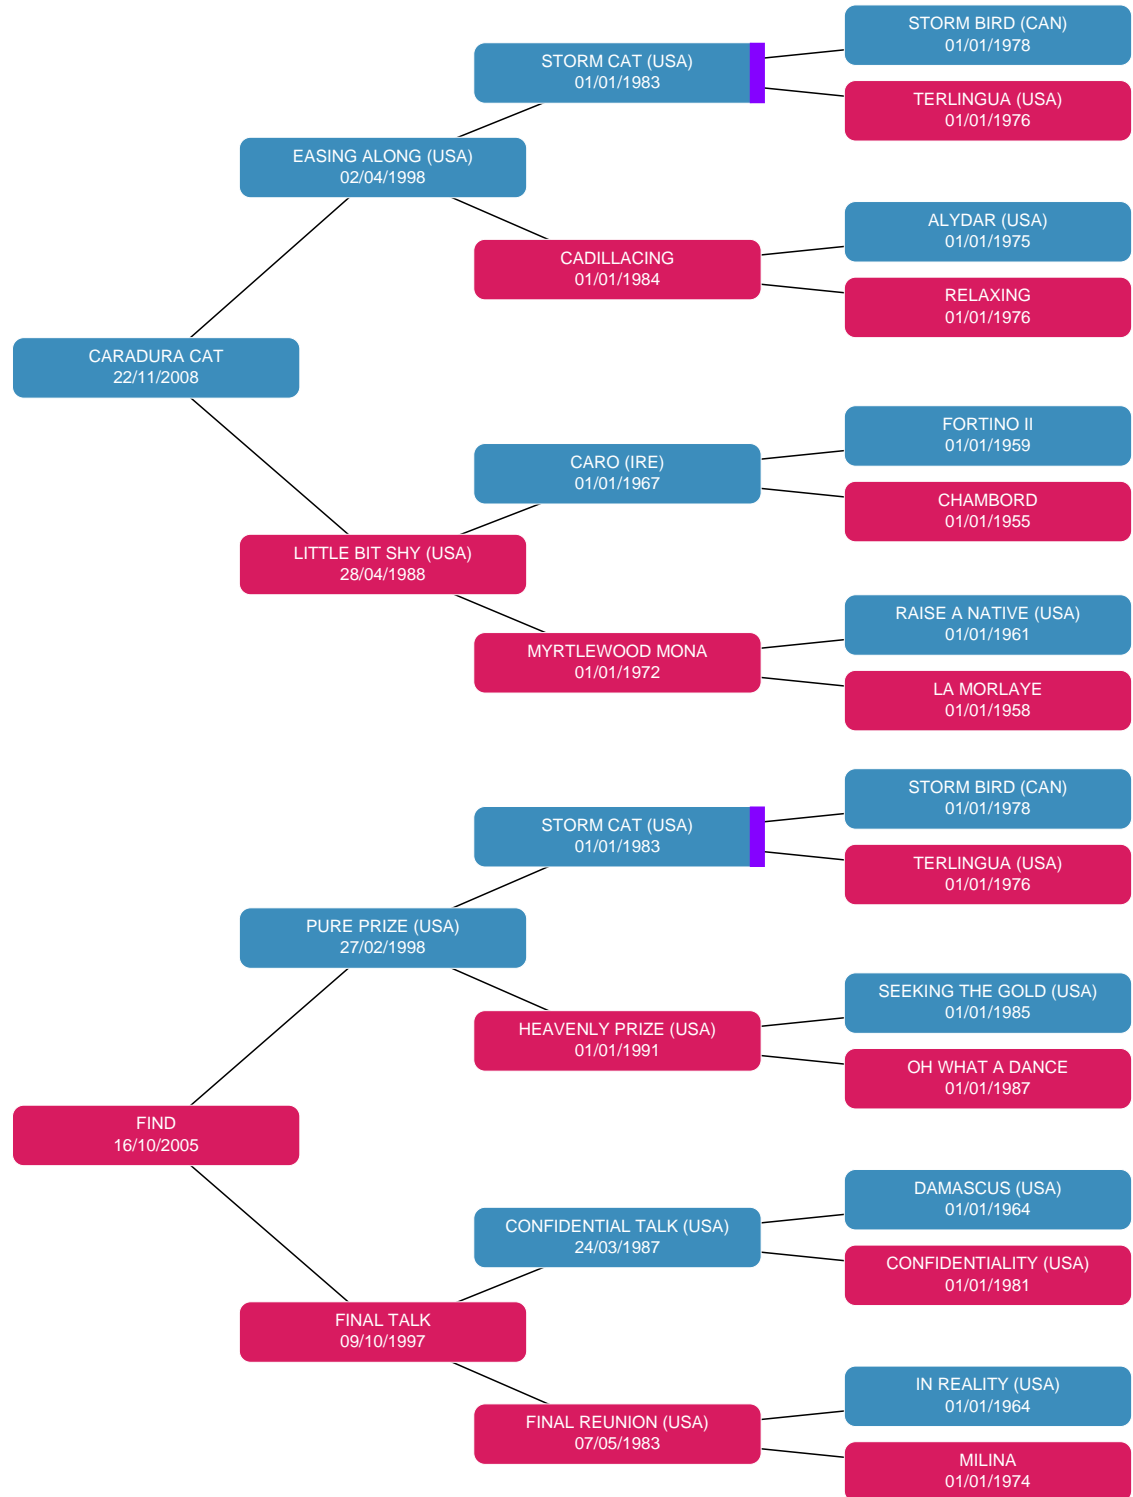 STORM BIRD (CAN)
01/01/1978
STORM CAT (USA)
01/01/1983
TERLINGUA (USA)
01/01/1976
EASING ALONG (USA)
02/04/1998
ALYDAR (USA)
01/01/1975
CADILLACING
01/01/1984
RELAXING
01/01/1976
CARADURA CAT
22/11/2008
FORTINO II
01/01/1959
CARO (IRE)
01/01/1967
CHAMBORD
01/01/1955
LITTLE BIT SHY (USA)
28/04/1988
RAISE A NATIVE (USA)
01/01/1961
MYRTLEWOOD MONA
01/01/1972
LA MORLAYE
01/01/1958
STORM BIRD (CAN)
01/01/1978
STORM CAT (USA)
01/01/1983
TERLINGUA (USA)
01/01/1976
PURE PRIZE (USA)
27/02/1998
SEEKING THE GOLD (USA)
01/01/1985
HEAVENLY PRIZE (USA)
01/01/1991
OH WHAT A DANCE
01/01/1987
FIND
16/10/2005
DAMASCUS (USA)
01/01/1964
CONFIDENTIAL TALK (USA)
24/03/1987
CONFIDENTIALITY (USA)
01/01/1981
FINAL TALK
09/10/1997
IN REALITY (USA)
01/01/1964
FINAL REUNION (USA)
07/05/1983
MILINA
01/01/1974